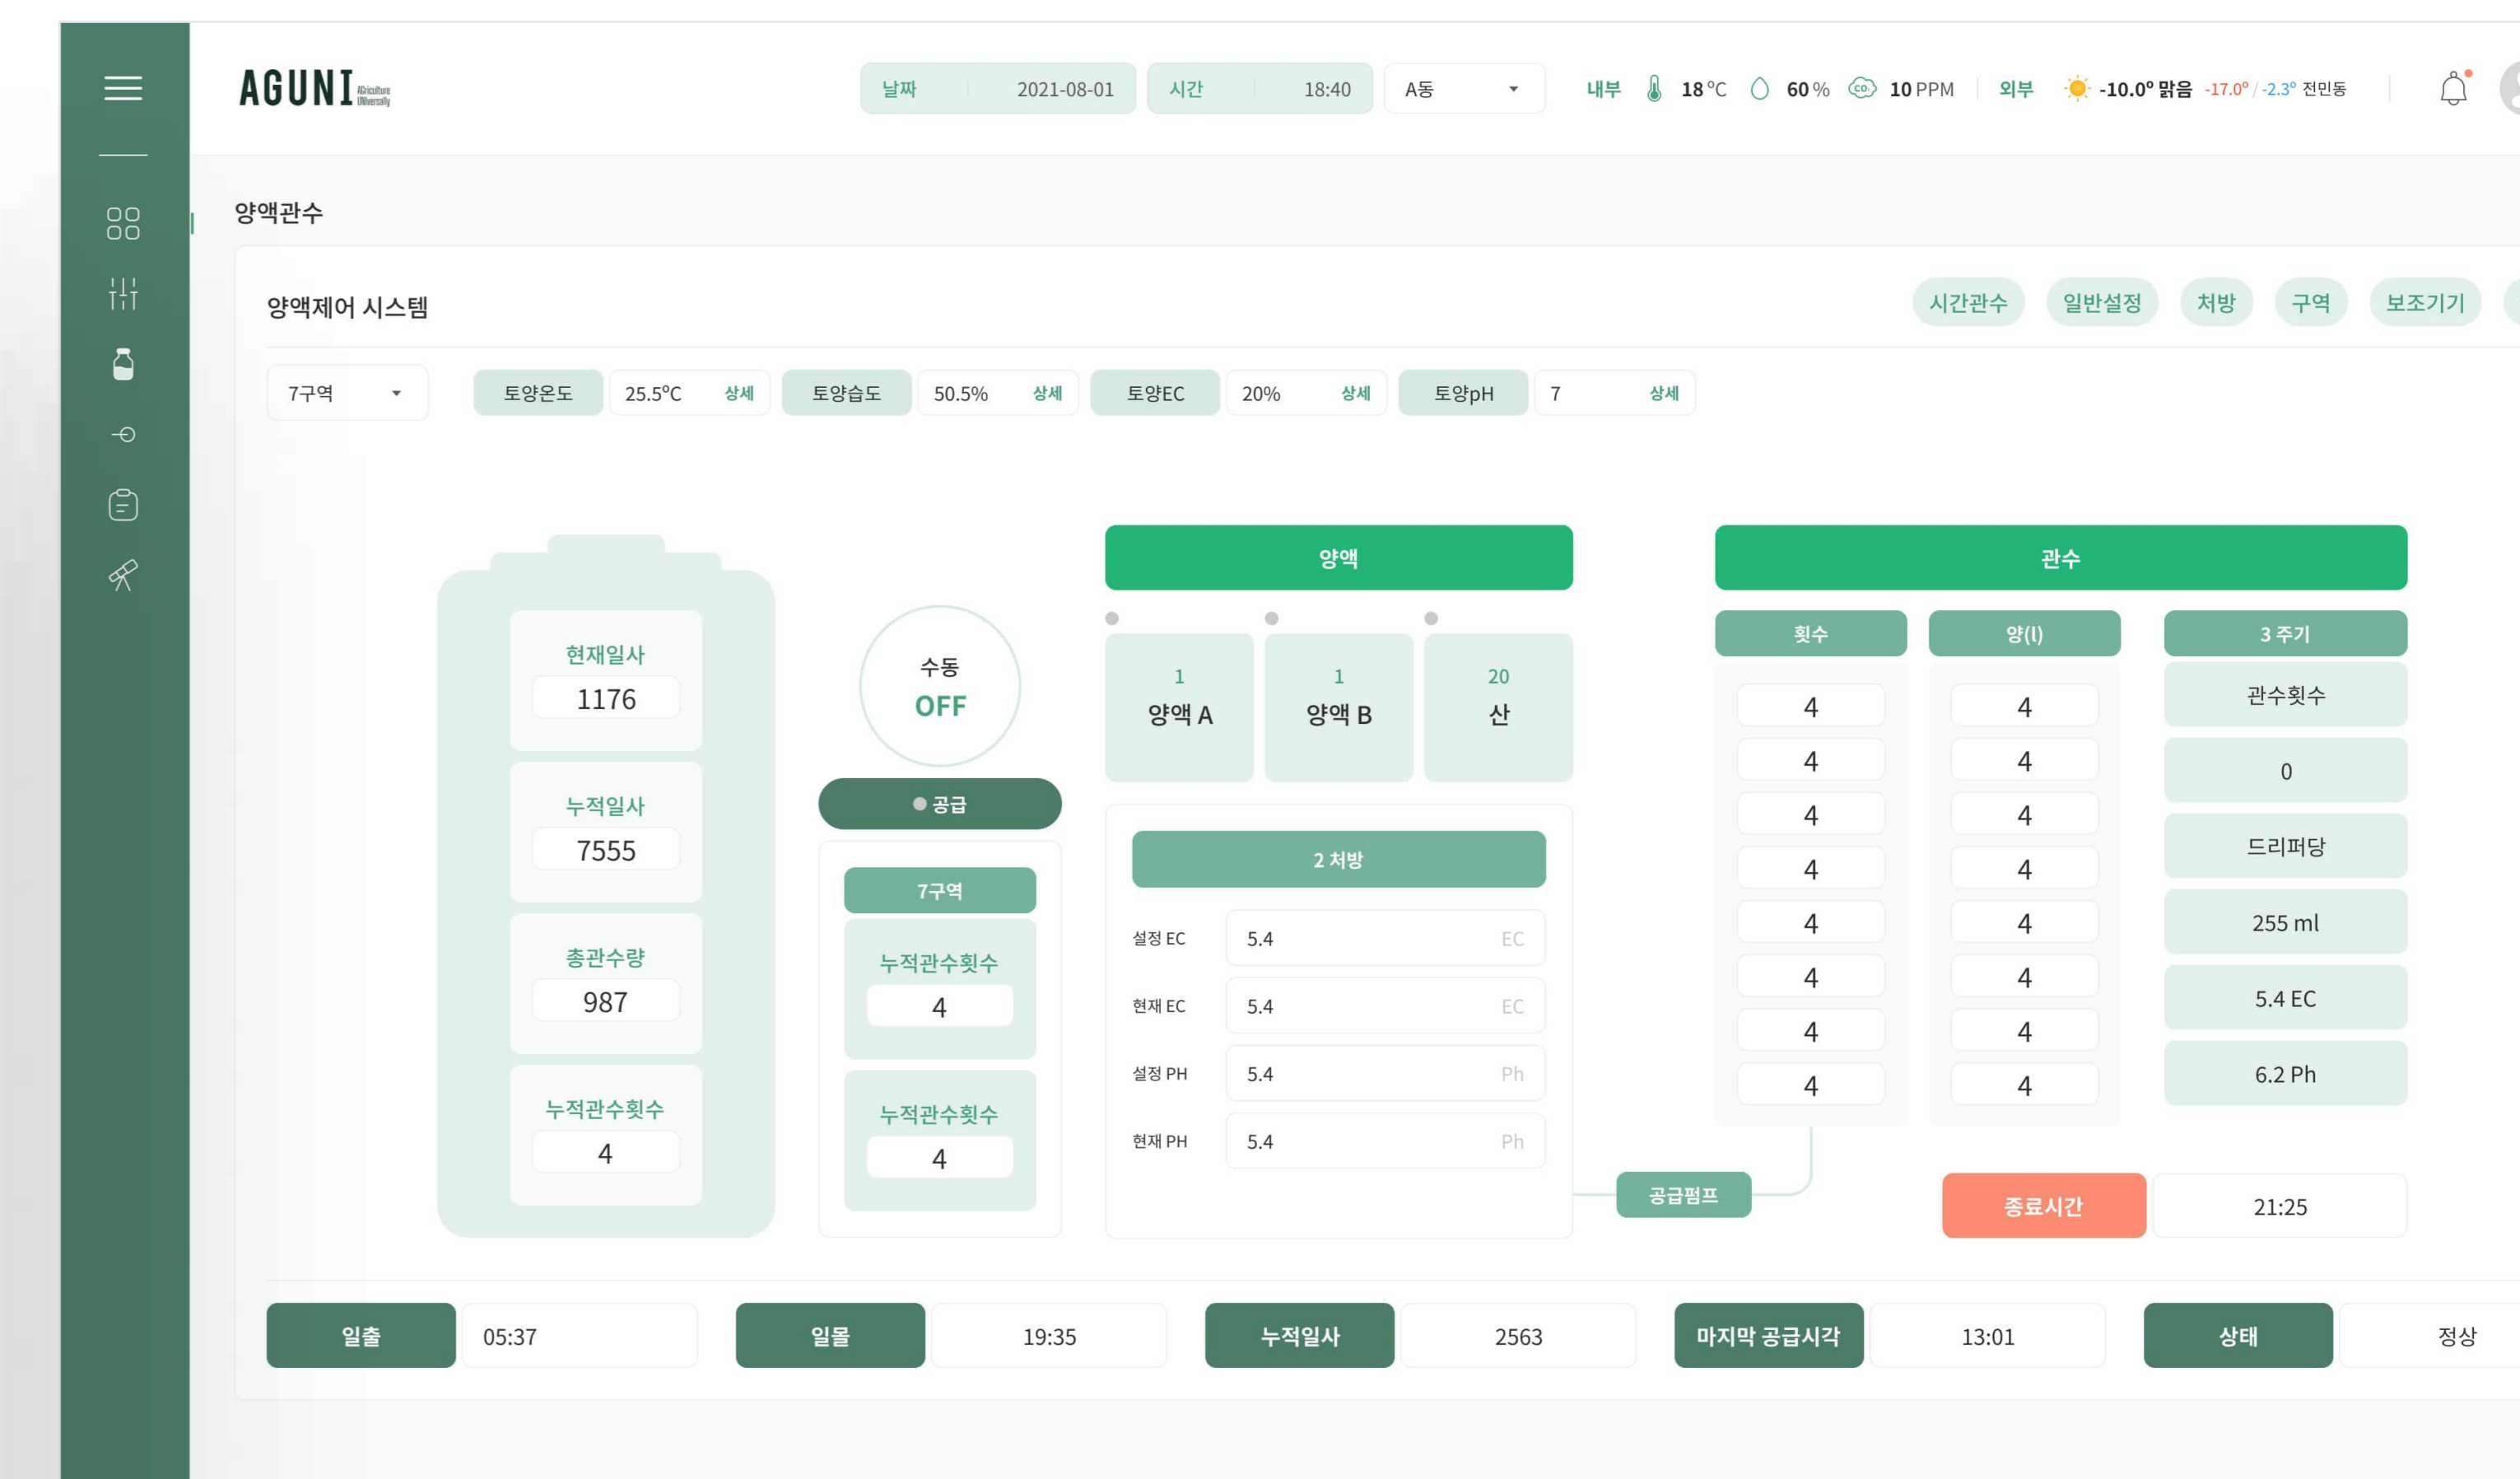 AGUNI Agriculture Universally
날짜 2021-08-01 시간 18:40 A동 내부 18°C 60% CO₂ 10 PPM 외부 -10.0° 맑음 -17.0° / -2.3° 전민동
양액관수
양액제어 시스템 시간관수 일반설정 처방 구역 보조기기
7구역 토양온도 25.5°C 상세 토양습도 50.5% 상세 토양EC 20% 상세 토양pH 7 상세
현재일사
1176
누적일사
7555
총관수량
987
누적관수횟수
4
수동
OFF
공급
7구역
누적관수횟수
4
누적관수횟수
4
양액
1
양액 A
1
양액 B
20
산
2 처방
설정 EC 5.4 EC
현재 EC 5.4 EC
설정 PH 5.4 Ph
현재 PH 5.4 Ph
공급펌프
관수
횟수
4
4
4
4
4
4
4
4
양(l)
4
4
4
4
4
4
4
4
3 주기
관수횟수
0
드리퍼당
255 ml
5.4 EC
6.2 Ph
종료시간 21:25
일출 05:37 일몰 19:35 누적일사 2563 마지막 공급시각 13:01 상태 정상